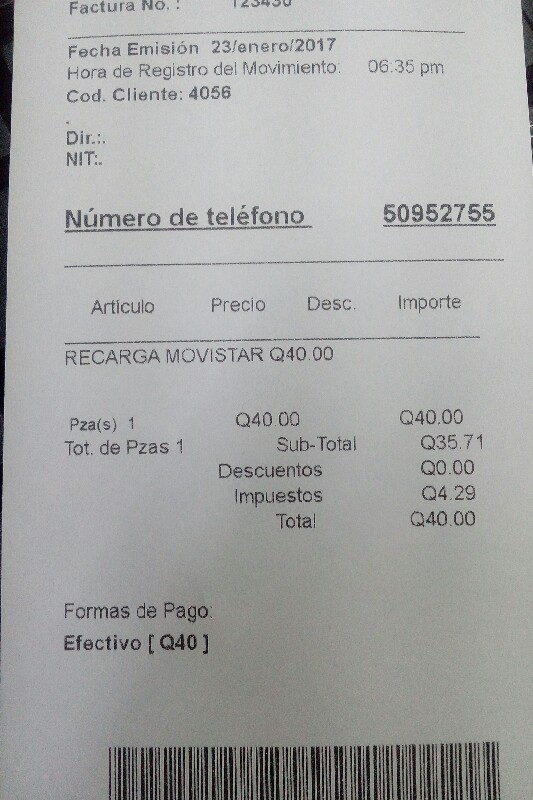 Factura No. : 123430
Fecha Emisión 23/enero/2017
Hora de Registro del Movimiento: 06:35 pm
Cod. Cliente: 4056
.
Dir.:.
NIT:.
Número de teléfono 50952755
Articulo Precio Desc. Importe
RECARGA MOVISTAR Q40.00
Pza(s) 1 Q40.00 Q40.00
Tot. de Pzas 1 Sub-Total Q35.71
Descuentos Q0.00
Impuestos Q4.29
Total Q40.00
Formas de Pago:
Efectivo [ Q40 ]